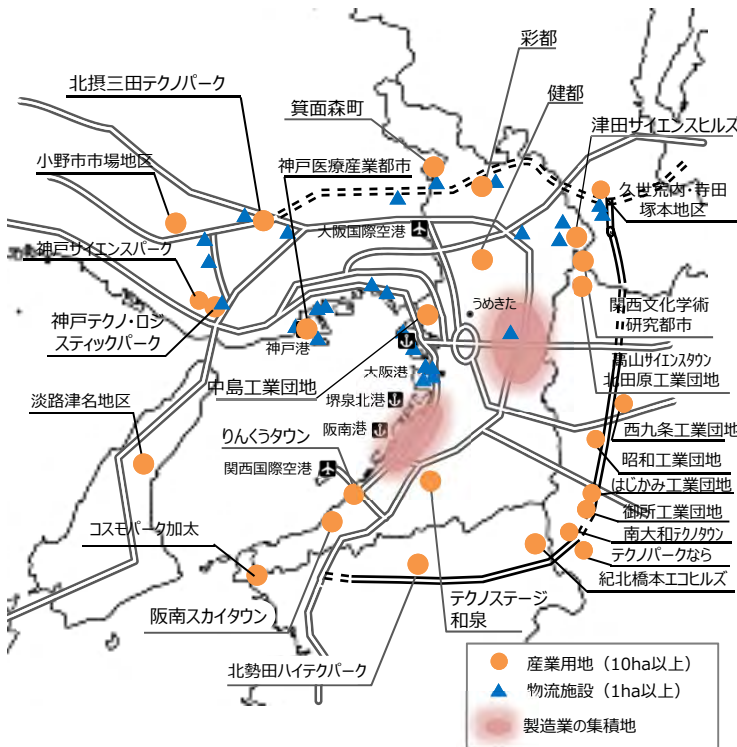 彩都
北摂三田テクノパーク
健都
箕面森町
津田サイエンスヒルズ
小野市市場地区
神戸医療産業都市
久世荒内・寺田
塚本地区
大阪国際空港
神戸サイエンスパーク
うめきた
関西文化学術
研究都市
神戸テクノ・ロジ
スティックパーク
神戸港
高山サイエンスタウン
大阪港
北田原工業団地
中島工業団地
堺泉北港
淡路津名地区
西九条工業団地
阪南港
りんくうタウン
昭和工業団地
関西国際空港
はじかみ工業団地
御所工業団地
コスモパーク加太
南大和テクノタウン
テクノパークなら
紀北橋本エコヒルズ
テクノステージ
和泉
阪南スカイタウン
北勢田ハイテクパーク
産業用地（10ha以上）
物流施設（1ha以上）
製造業の集積地